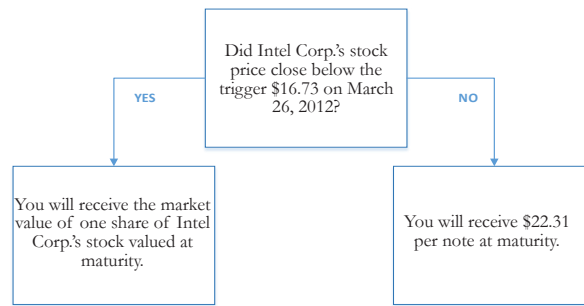 Did Intel Corp.'s stock
price close below the
trigger $16.73 on March
26, 2012?
YES
NO
You will receive the market
value of one share of Intel
Corp.'s stock valued at
maturity.
You will receive $22.31
per note at maturity.